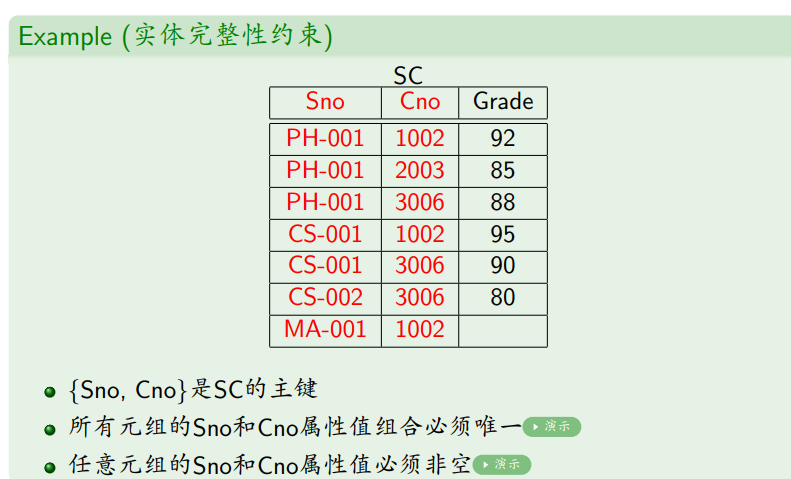 Example (实体完整性约束)
SC
Sno Cno Grade
PH-001 1002 92
PH-001 2003 85
PH-001 3006 88
CS-001 1002 95
CS-001 3006 90
CS-002 3006 80
MA-001 1002
{Sno, Cno}是SC的主键
所有元组的Sno和Cno属性值组合必须唯一 演示
任意元组的Sno和Cno属性值必须非空 演示